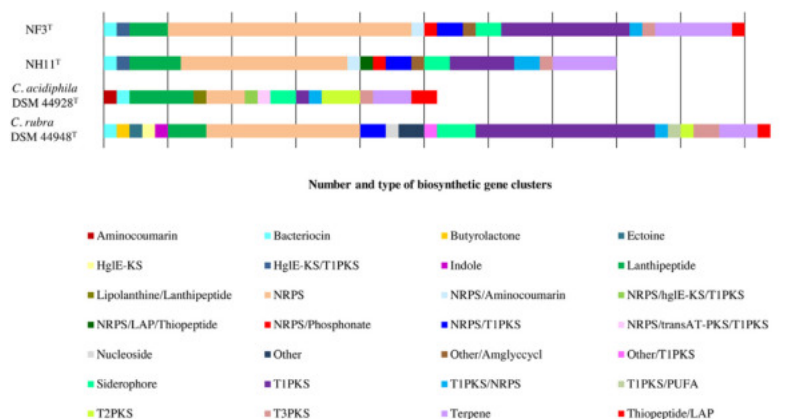 NF3ᵀ
NH11ᵀ
C. acidiphila
DSM 44928ᵀ
C. rubra
DSM 44948ᵀ
Number and type of biosynthetic gene clusters
Aminocoumarin Bacteriocin Butyrolactone Ectoine
HglE-KS HglE-KS/T1PKS Indole Lanthipeptide
Lipolanthine/Lanthipeptide NRPS NRPS/Aminocoumarin NRPS/hglE-KS/T1PKS
NRPS/LAP/Thiopeptide NRPS/Phosphonate NRPS/T1PKS NRPS/transAT-PKS/T1PKS
Nucleoside Other Other/Amglyccycl Other/T1PKS
Siderophore T1PKS T1PKS/NRPS T1PKS/PUFA
T2PKS T3PKS Terpene Thiopeptide/LAP